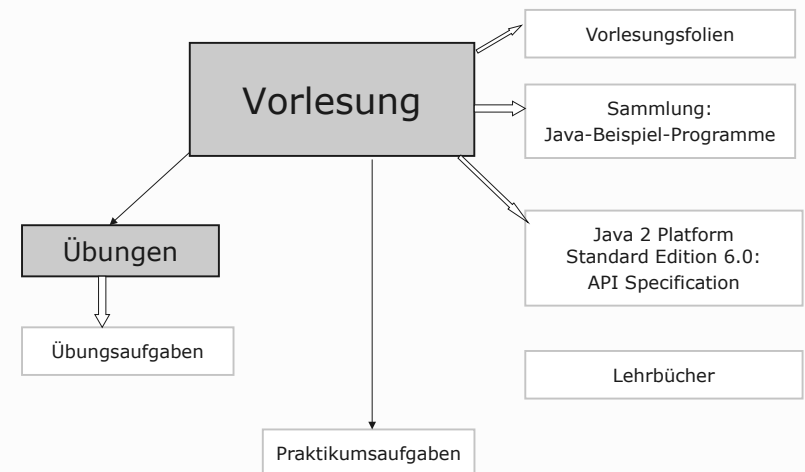 Vorlesungsfolien
Vorlesung
Sammlung:
Java-Beispiel-Programme
Java 2 Platform
Standard Edition 6.0:
API Specification
Übungen
Übungsaufgaben
Lehrbücher
Praktikumsaufgaben